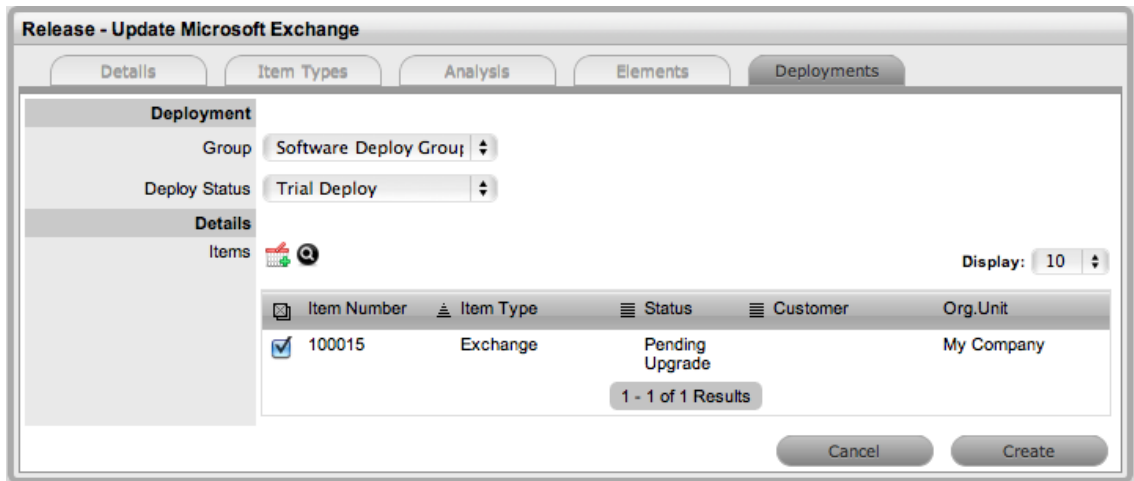 Release - Update Microsoft Exchange
Details Item Types Analysis Elements Deployments
Deployment
Group Software Deploy Group
Deploy Status Trial Deploy
Details
Items
Display: 10
Item Number Item Type Status Customer Org.Unit
100015 Exchange Pending Upgrade My Company
1 - 1 of 1 Results
Cancel Create